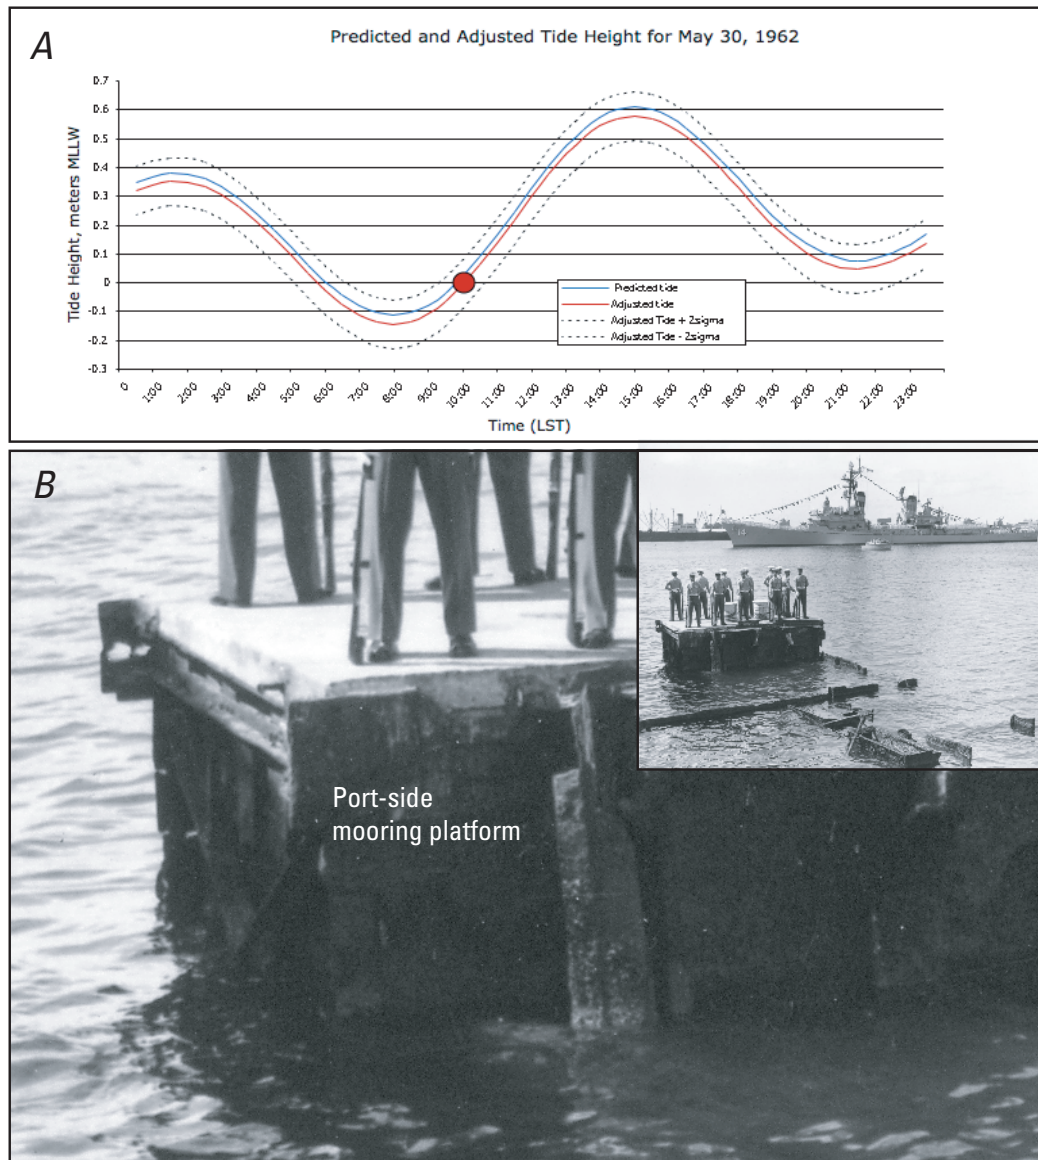 A
Predicted and Adjusted Tide Height for May 30, 1962
Tide Height, meters MLLW
0.7
0.6
0.5
0.4
0.3
0.2
0.1
0
-0.1
-0.2
-0.3
Predicted tide
Adjusted tide
Adjusted Tide + 2sigma
Adjusted Tide - 2sigma
0 1:00 2:00 3:00 4:00 5:00 6:00 7:00 8:00 9:00 10:00 11:00 12:00 13:00 14:00 15:00 16:00 17:00 18:00 19:00 20:00 21:00 22:00 23:00
Time (LST)
B
Port-side
mooring platform